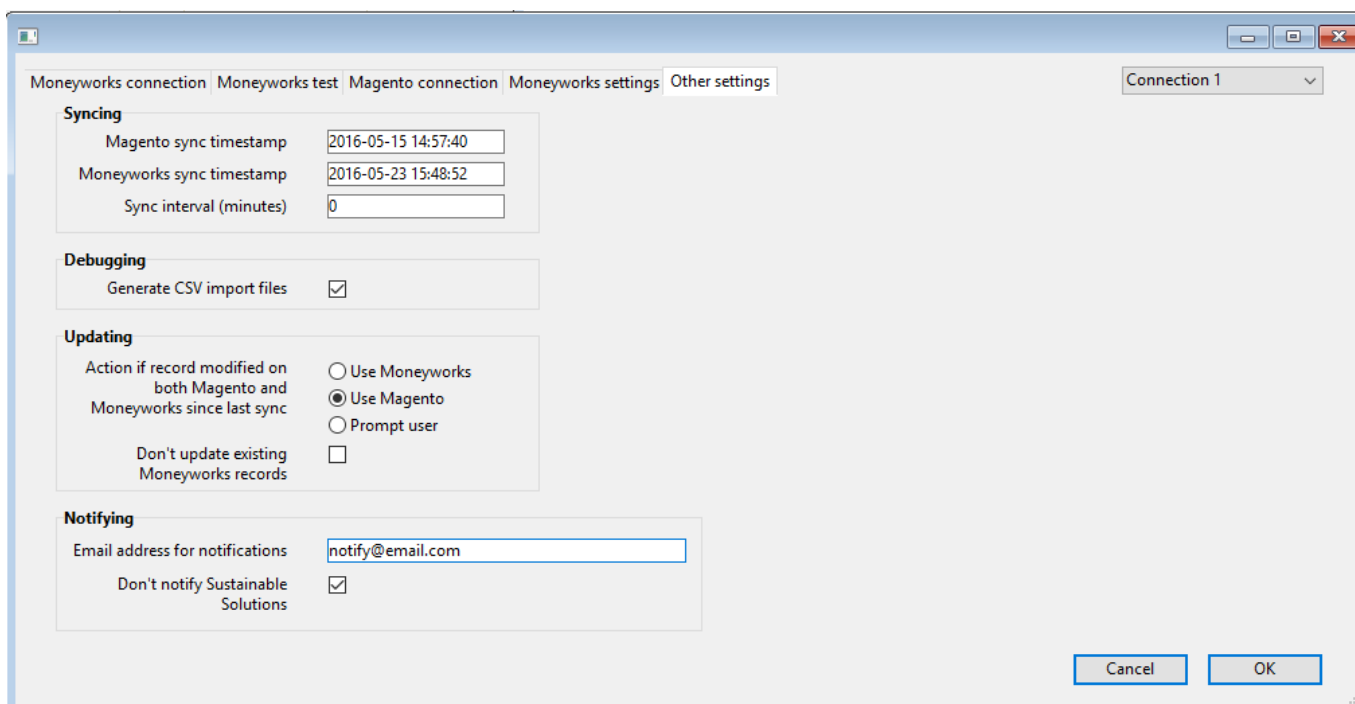 Moneyworks connection Moneyworks test Magento connection Moneyworks settings Other settings Connection 1
Syncing
Magento sync timestamp 2016-05-15 14:57:40
Moneyworks sync timestamp 2016-05-23 15:48:52
Sync interval (minutes) 0
Debugging
Generate CSV import files
Updating
Action if record modified on
both Magento and
Moneyworks since last sync
Use Moneyworks
Use Magento
Prompt user
Don't update existing
Moneyworks records
Notifying
Email address for notifications notify@email.com
Don't notify Sustainable
Solutions
Cancel OK